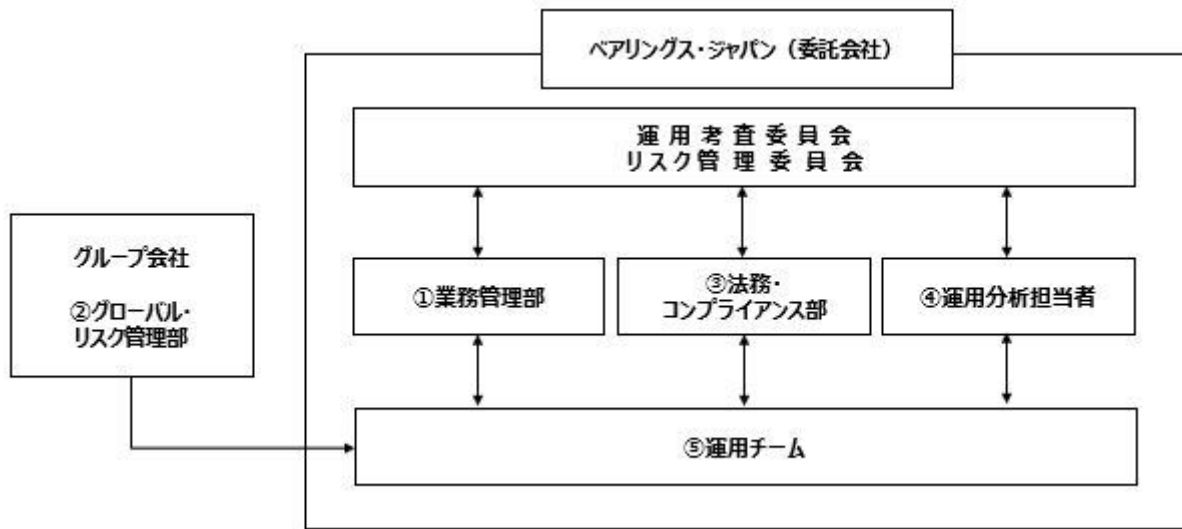 ベアリングス・ジャパン（委託会社）
運用考査委員会
リスク管理委員会
グループ会社
②グローバル・
リスク管理部
①業務管理部
③法務・
コンプライアンス部
④運用分析担当者
⑤運用チーム